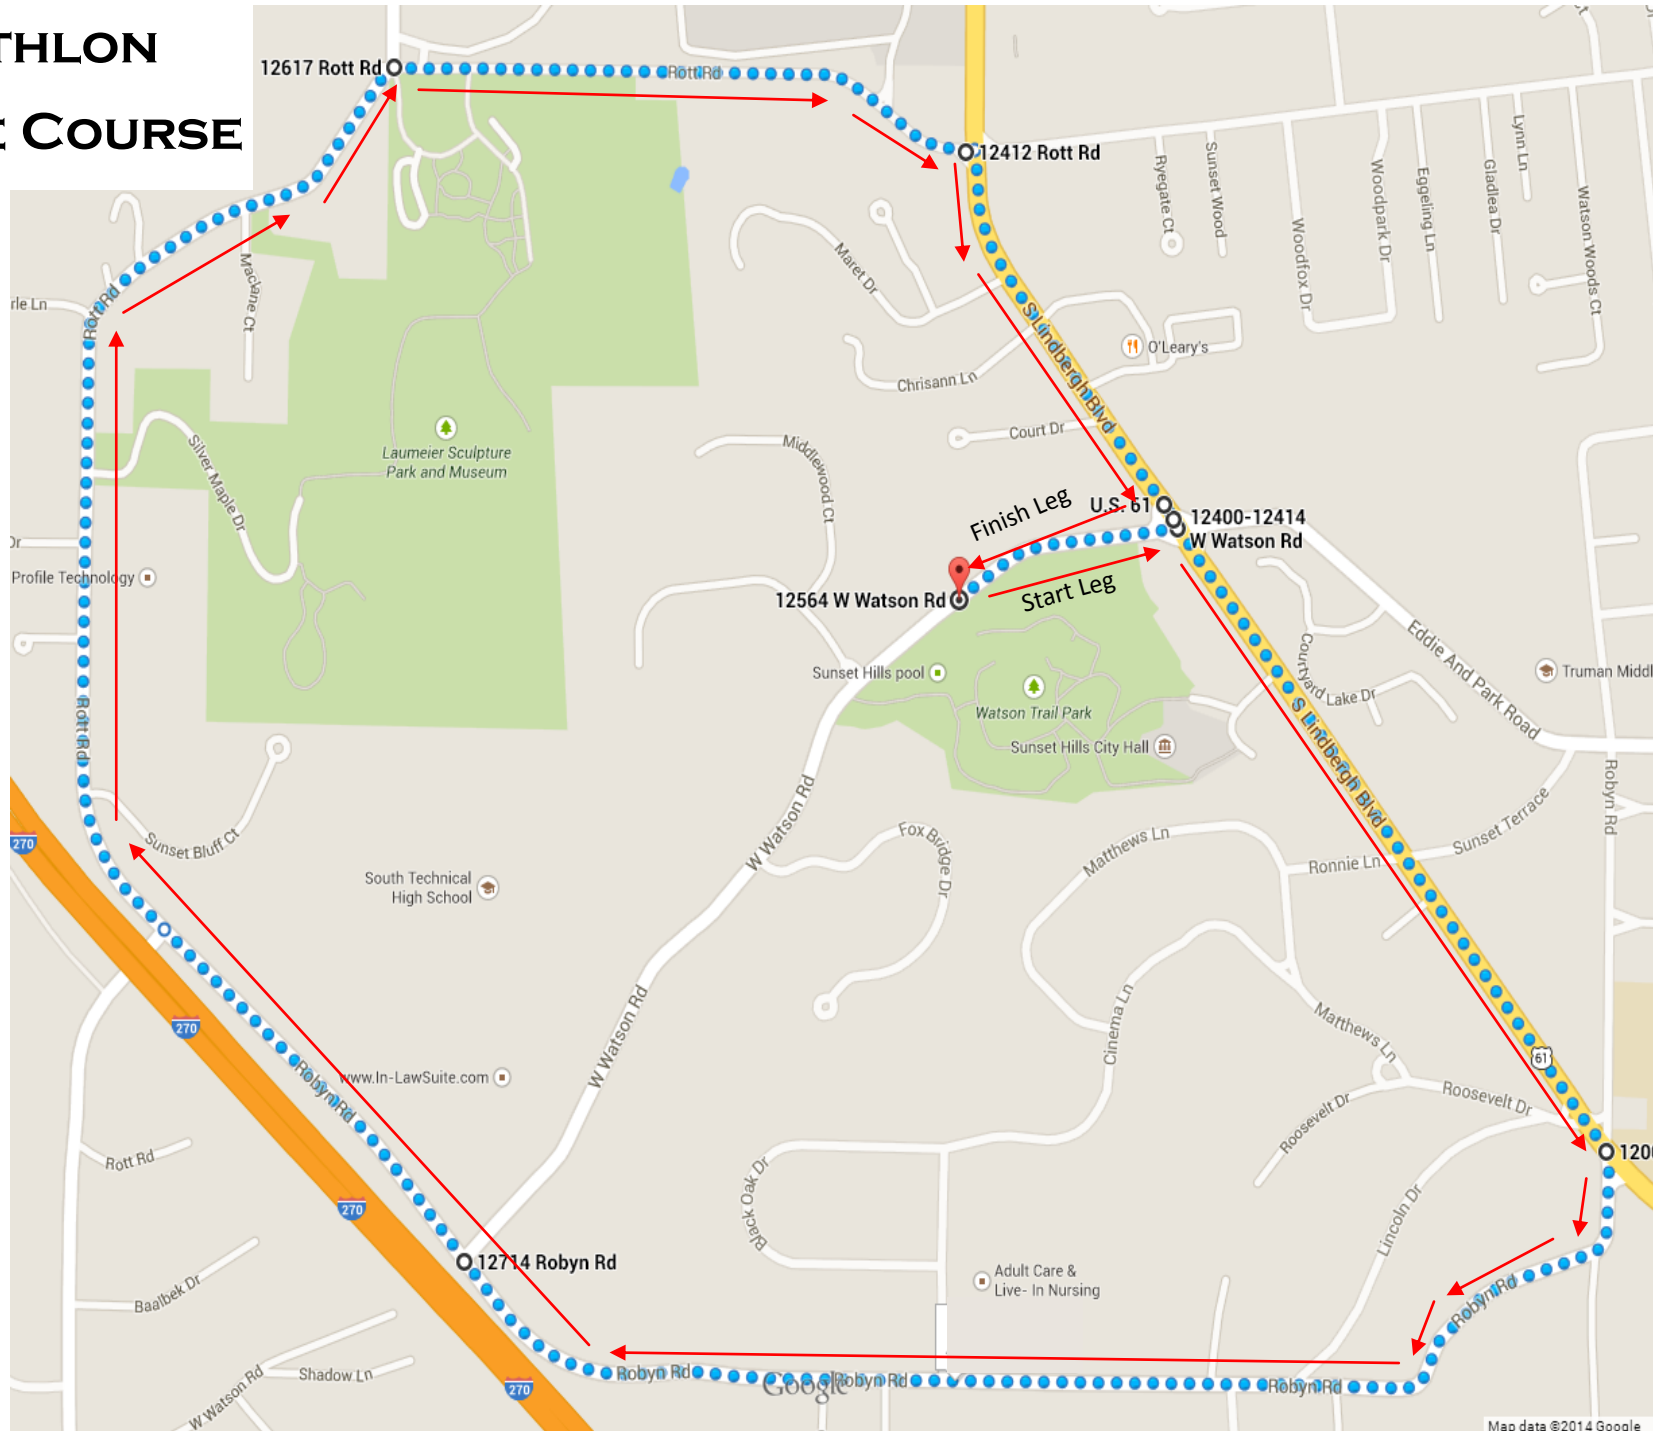 THLON
COURSE
12617 Rott Rd
Rott Rd
12412 Rott Rd
Ryegate Ct
Sunset Wood
Woodfox Dr
Woodpark Dr
Eggeling Ln
Gladlea Dr
Lynn Ln
Watson Woods Ct
Mackane Ct
Maret Dr
rle Ln
Rott Rd
S Lindbergh Blvd
O'Leary's
Chrisann Ln
Court Dr
Laumeier Sculpture
Park and Museum
Silver Maple Dr
Middlewood Ct
Finish Leg
U.S. 61
12400-12414
W Watson Rd
Dr
Profile Technology
12564 W Watson Rd
Start Leg
Eddie And Park Road
Courtyard Lake Dr
Truman Middl
Sunset Hills pool
Watson Trail Park
Sunset Hills City Hall
S Lindbergh Blvd
Rott Rd
Robyn Rd
W Watson Rd
Sunset Bluff Ct
270
Fox Bridge Dr
Matthews Ln
Ronnie Ln
Sunset Terrace
South Technical
High School
270
W Watson Rd
Cinema Ln
Matthews Ln
61
www.In-LawSuite.com
Robyn Rd
Roosevelt Dr
Roosevelt Dr
Rott Rd
120
270
Black Oak Dr
Lincoln Dr
12714 Robyn Rd
Adult Care &
Live- In Nursing
Baalbek Dr
Robyn Rd
Shadow Ln
W Watson Rd
270
Robyn Rd
Google
Robyn Rd
Robyn Rd
Map data ©2014 Google